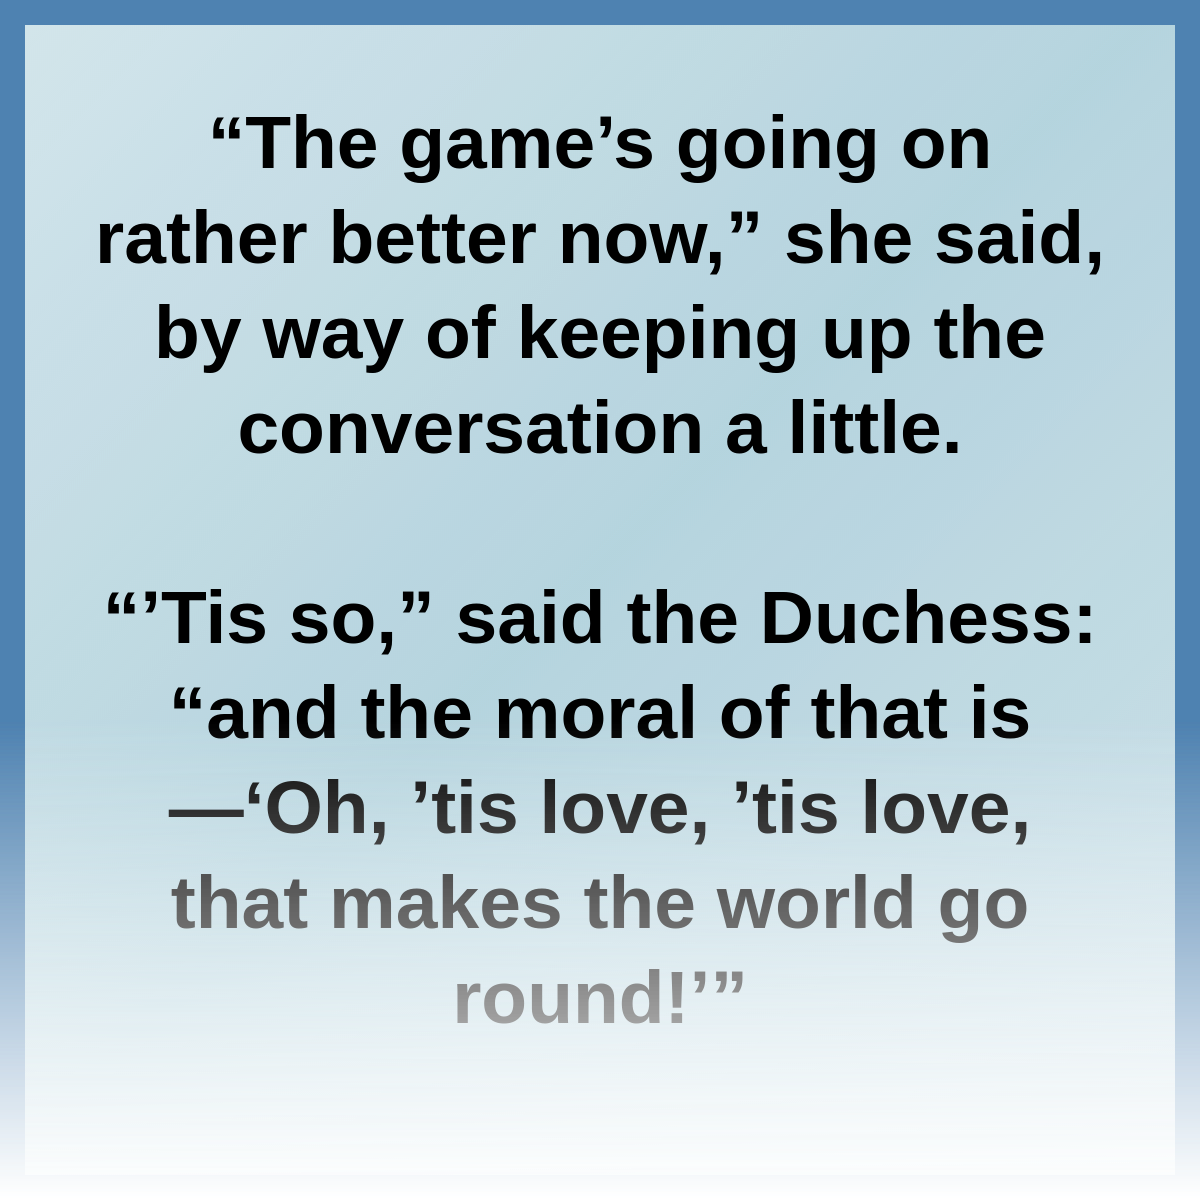 “The game’s going on
rather better now,” she said,
by way of keeping up the
conversation a little.
“’Tis so,” said the Duchess:
“and the moral of that is
—‘Oh, ’tis love, ’tis love,
that makes the world go
round!’”